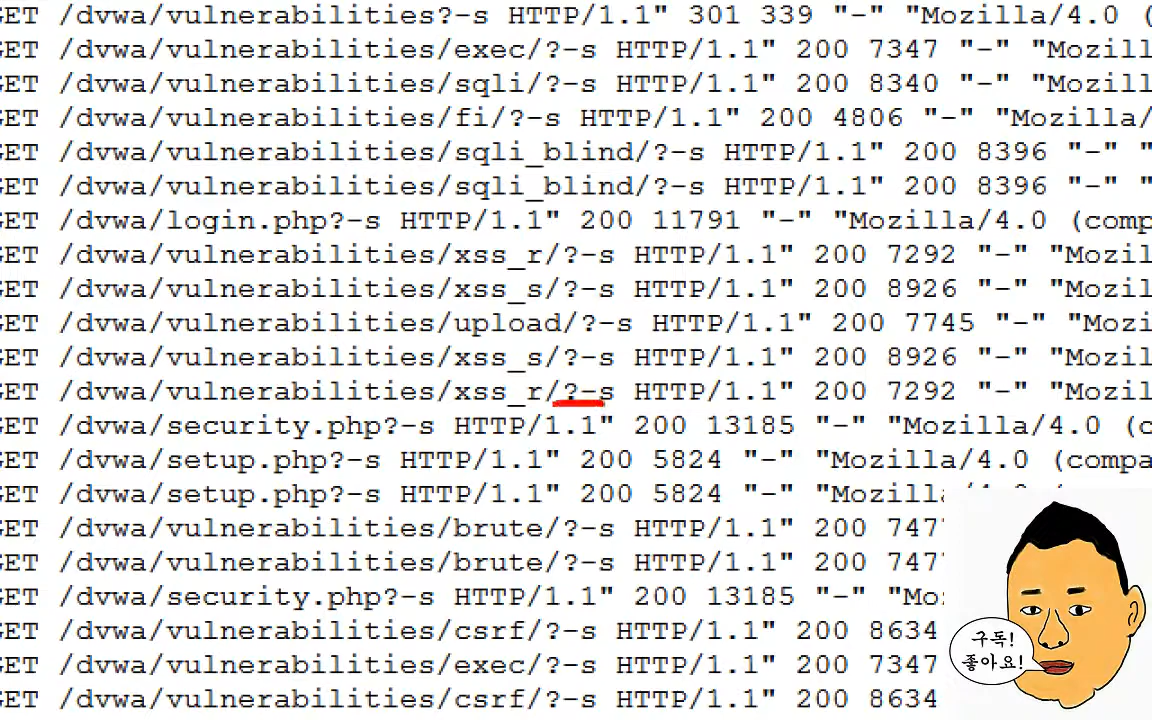 GET /dvwa/vulnerabilities?-s HTTP/1.1" 301 339 "-" "Mozilla/4.0 (
GET /dvwa/vulnerabilities/exec/?-s HTTP/1.1" 200 7347 "-" "Mozill
GET /dvwa/vulnerabilities/sqli/?-s HTTP/1.1" 200 8340 "-" "Mozill
GET /dvwa/vulnerabilities/fi/?-s HTTP/1.1" 200 4806 "-" "Mozilla/
GET /dvwa/vulnerabilities/sqli_blind/?-s HTTP/1.1" 200 8396 "-" "
GET /dvwa/vulnerabilities/sqli_blind/?-s HTTP/1.1" 200 8396 "-" "
GET /dvwa/login.php?-s HTTP/1.1" 200 11791 "-" "Mozilla/4.0 (comp
GET /dvwa/vulnerabilities/xss_r/?-s HTTP/1.1" 200 7292 "-" "Mozil
GET /dvwa/vulnerabilities/xss_s/?-s HTTP/1.1" 200 8926 "-" "Mozil
GET /dvwa/vulnerabilities/upload/?-s HTTP/1.1" 200 7745 "-" "Mozi
GET /dvwa/vulnerabilities/xss_s/?-s HTTP/1.1" 200 8926 "-" "Mozil
GET /dvwa/vulnerabilities/xss_r/?-s HTTP/1.1" 200 7292 "-" "Mozil
GET /dvwa/security.php?-s HTTP/1.1" 200 13185 "-" "Mozilla/4.0 (c
GET /dvwa/setup.php?-s HTTP/1.1" 200 5824 "-" "Mozilla/4.0 (compa
GET /dvwa/setup.php?-s HTTP/1.1" 200 5824 "-" "Mozilla
GET /dvwa/vulnerabilities/brute/?-s HTTP/1.1" 200 747
GET /dvwa/vulnerabilities/brute/?-s HTTP/1.1" 200 747
GET /dvwa/security.php?-s HTTP/1.1" 200 13185 "-" "Mo
GET /dvwa/vulnerabilities/csrf/?-s HTTP/1.1" 200 8634
GET /dvwa/vulnerabilities/exec/?-s HTTP/1.1" 200 7347
GET /dvwa/vulnerabilities/csrf/?-s HTTP/1.1" 200 8634
구독!
좋아요!